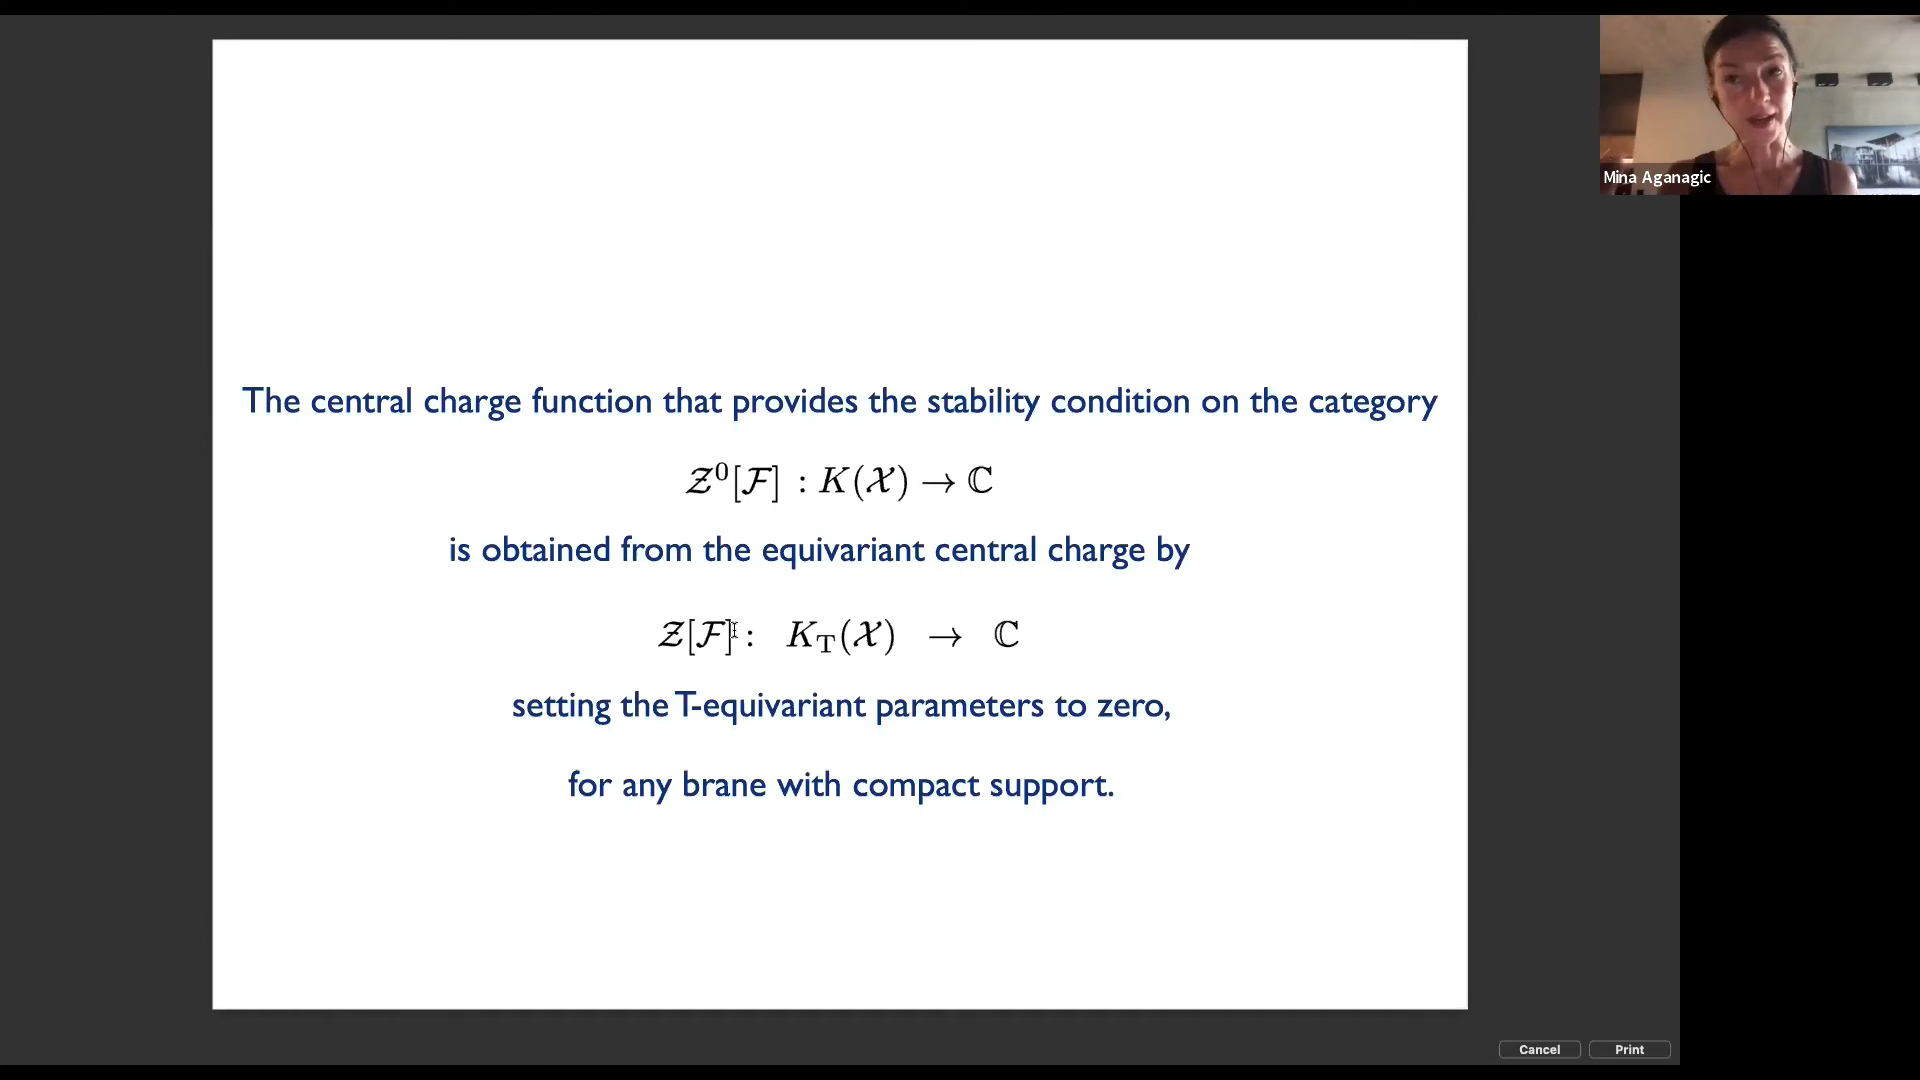 Mina Aganagic
The central charge function that provides the stability condition on the category
𝒵⁰[ℱ] : K(𝒳) → ℂ
is obtained from the equivariant central charge by
𝒵[ℱ] : K_T(𝒳) → ℂ
setting the T-equivariant parameters to zero,
for any brane with compact support.
Cancel Print